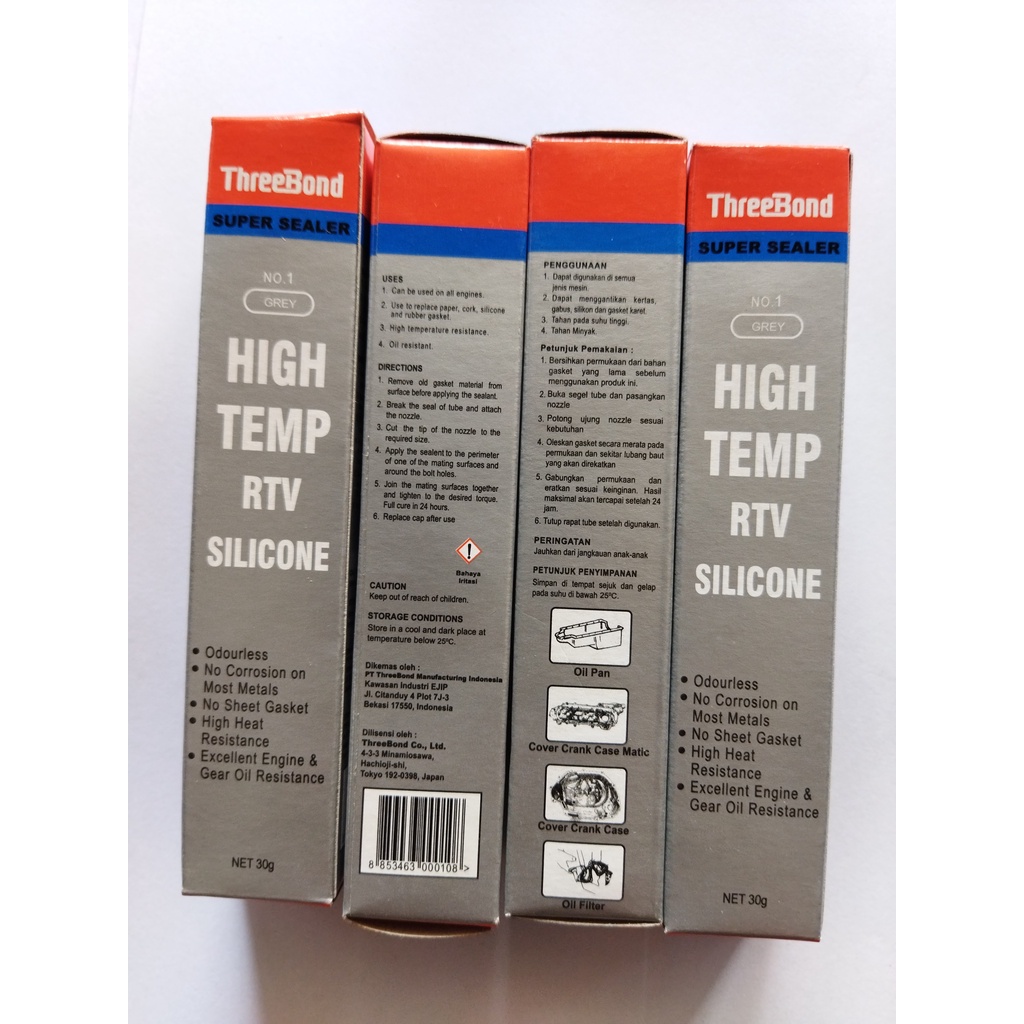 ThreeBond
SUPER SEALER
NO.1
GREY
HIGH
TEMP
RTV
SILICONE
• Odourless
• No Corrosion on
Most Metals
• No Sheet Gasket
• High Heat
Resistance
• Excellent Engine &
Gear Oil Resistance
NET 30g
USES
1. Can be used on all engines.
2. Use to replace paper, cork, silicone
and rubber gasket.
3. High temperature resistance.
4. Oil resistant.
DIRECTIONS
1. Remove old gasket material from
surface before applying the sealant.
2. Break the seal of tube and attach
the nozzle.
3. Cut the tip of the nozzle to the
required size.
4. Apply the sealent to the perimeter
of one of the mating surfaces and
around the bolt holes.
5. Join the mating surfaces together
and tighten to the desired torque.
Full cure in 24 hours.
6. Replace cap after use
Bahaya
Iritasi
CAUTION
Keep out of reach of children.
STORAGE CONDITIONS
Store in a cool and dark place at
temperature below 25ºC.
Dikemas oleh :
PT ThreeBond Manufacturing Indonesia
Kawasan Industri EJIP
Jl. Citanduy 4 Plot 7J-3
Bekasi 17550, Indonesia
Dilisensi oleh :
ThreeBond Co., Ltd.
4-3-3 Minamiosawa,
Hachioji-shi,
Tokyo 192-0398, Japan
8 853463 000108 >
PENGGUNAAN
1. Dapat digunakan di semua
jenis mesin.
2. Dapat menggantikan kertas,
gabus, silikon dan gasket karet.
3. Tahan pada suhu tinggi.
4. Tahan Minyak.
Petunjuk Pemakaian :
1. Bersihkan permukaan dari bahan
gasket yang lama sebelum
menggunakan produk ini.
2. Buka segel tube dan pasangkan
nozzle
3. Potong ujung nozzle sesuai
kebutuhan
4. Oleskan gasket secara merata pada
permukaan dan sekitar lubang baut
yang akan direkatkan
5. Gabungkan permukaan dan
eratkan sesuai keinginan. Hasil
maksimal akan tercapai setelah 24
jam.
6. Tutup rapat tube setelah digunakan.
PERINGATAN
Jauhkan dari jangkauan anak-anak
PETUNJUK PENYIMPANAN
Simpan di tempat sejuk dan gelap
pada suhu di bawah 25ºC.
Oil Pan
Cover Crank Case Matic
Cover Crank Case
Oil Filter
ThreeBond
SUPER SEALER
NO.1
GREY
HIGH
TEMP
RTV
SILICONE
• Odourless
• No Corrosion on
Most Metals
• No Sheet Gasket
• High Heat
Resistance
• Excellent Engine &
Gear Oil Resistance
NET 30g